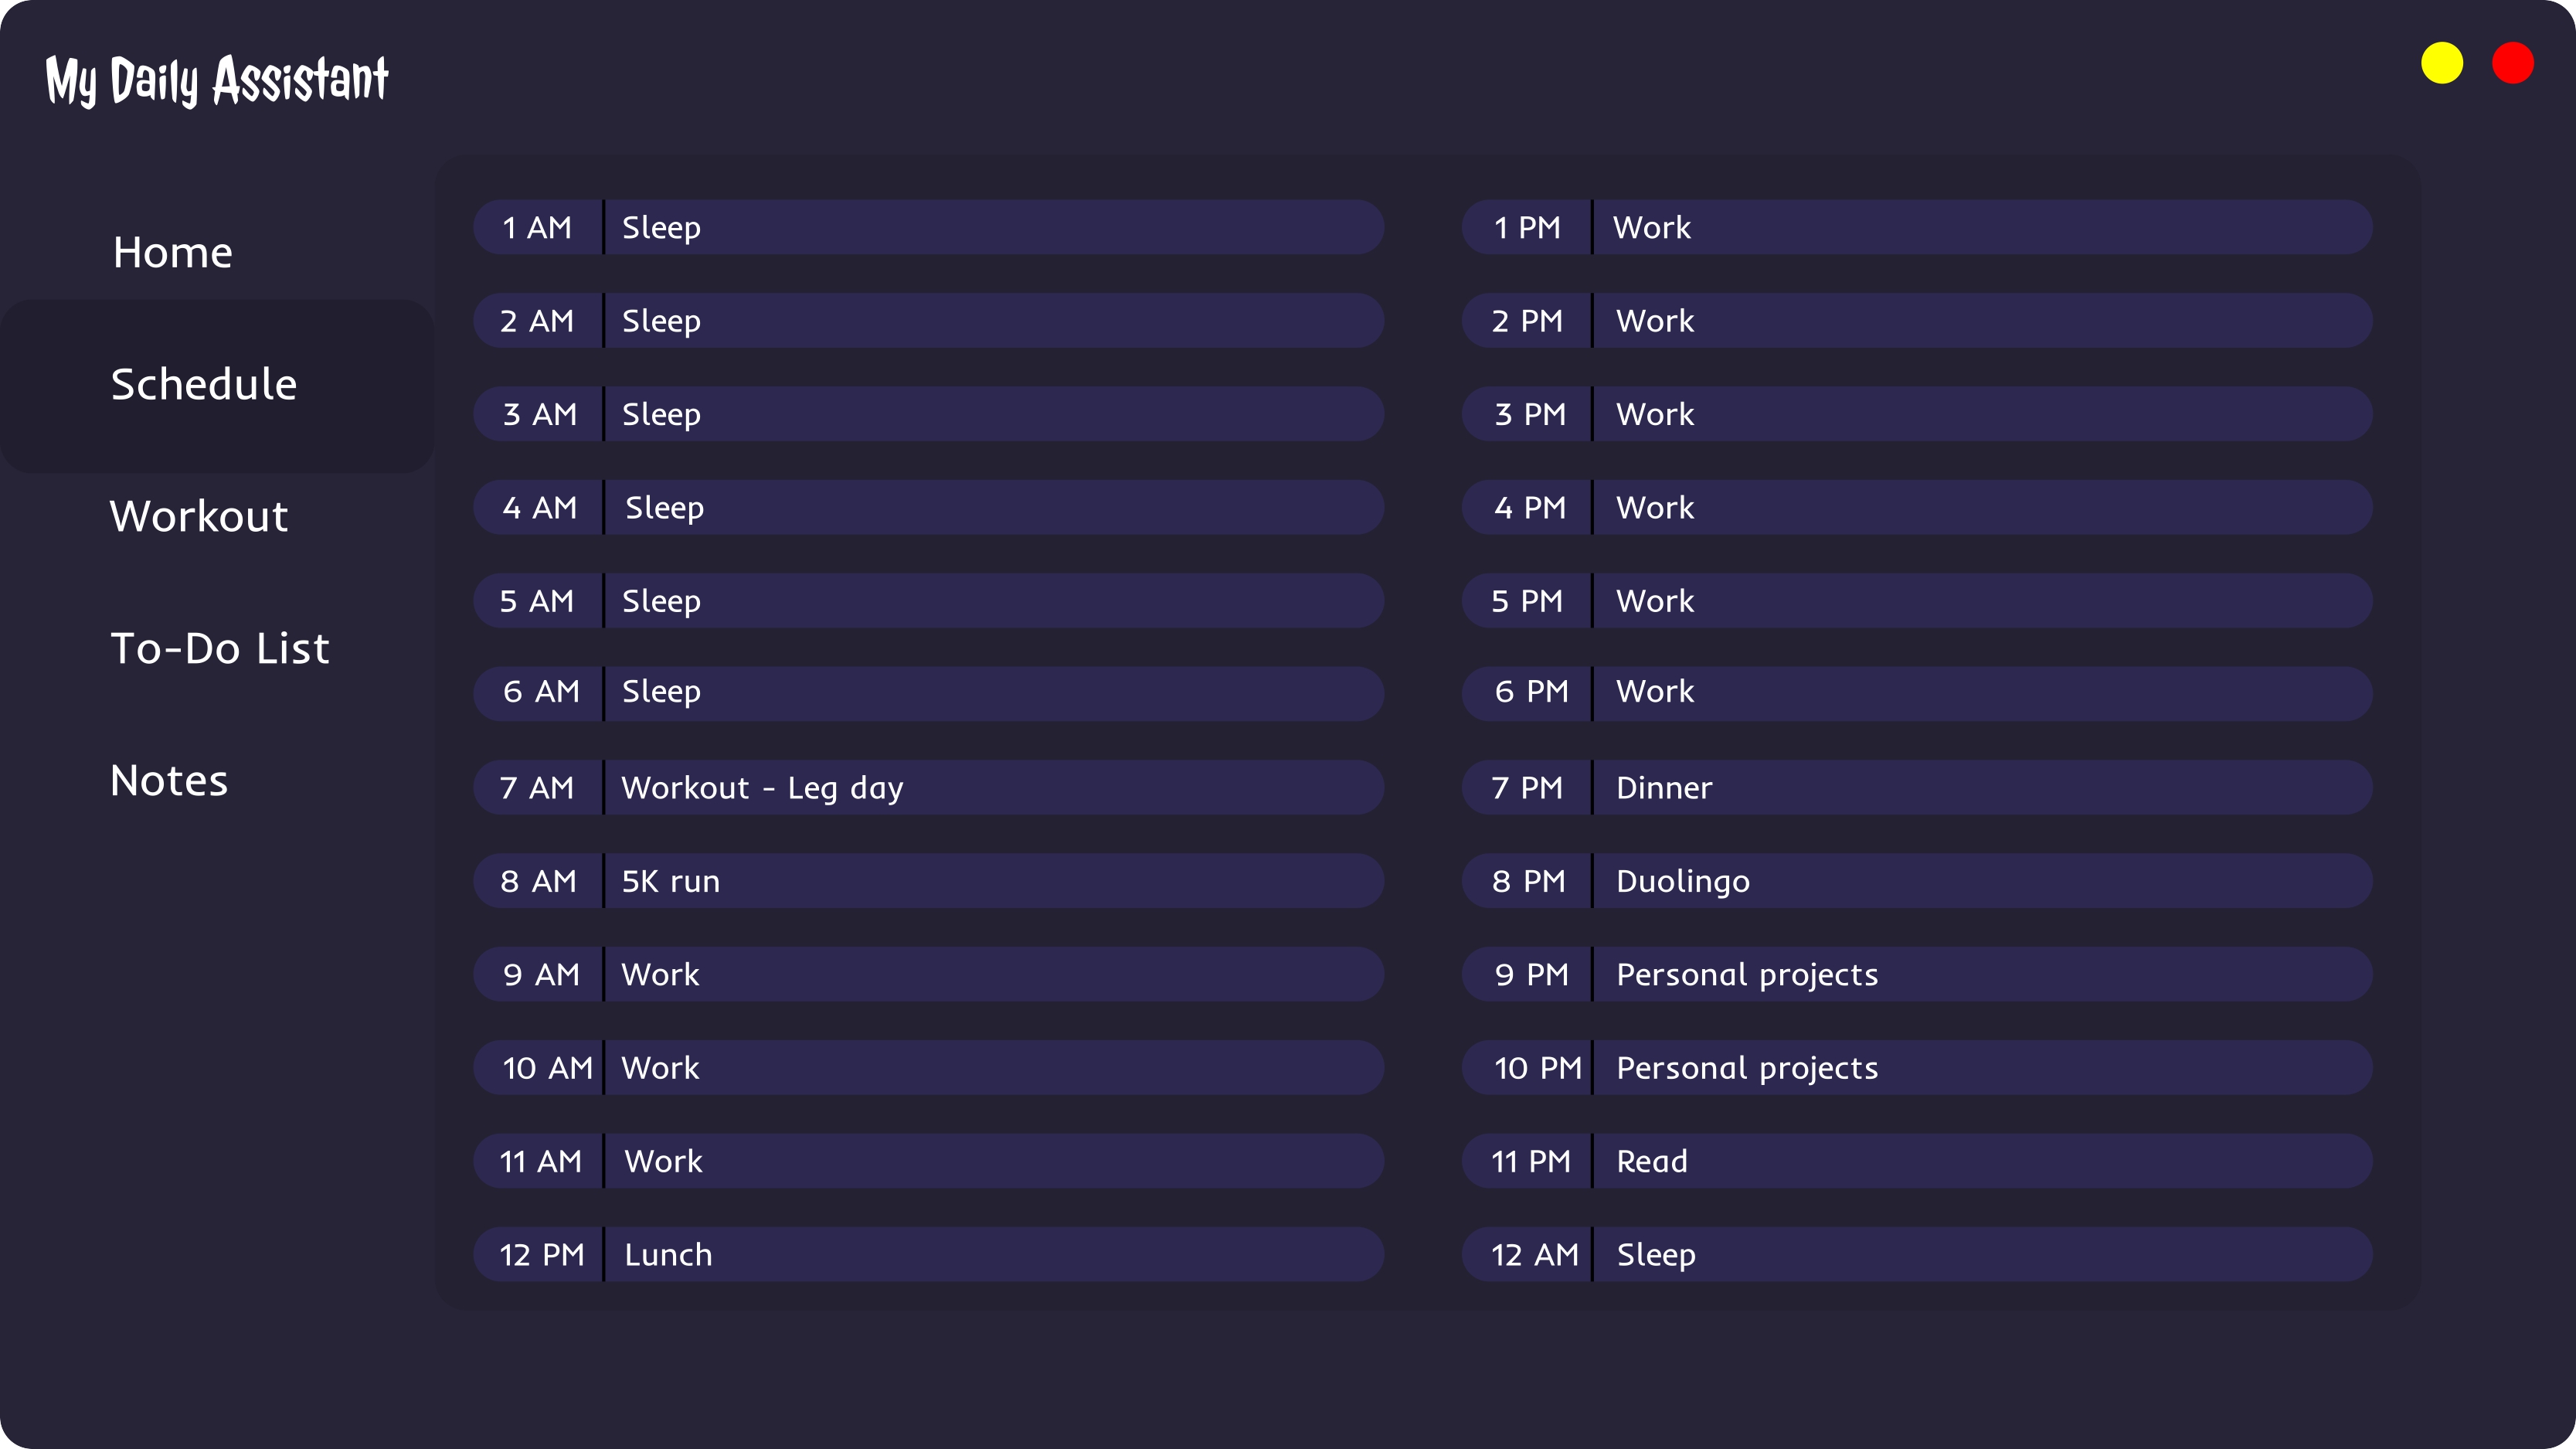 My Daily Assistant
Home
Schedule
Workout
To-Do List
Notes
1 AM Sleep
2 AM Sleep
3 AM Sleep
4 AM Sleep
5 AM Sleep
6 AM Sleep
7 AM Workout - Leg day
8 AM 5K run
9 AM Work
10 AM Work
11 AM Work
12 PM Lunch
1 PM Work
2 PM Work
3 PM Work
4 PM Work
5 PM Work
6 PM Work
7 PM Dinner
8 PM Duolingo
9 PM Personal projects
10 PM Personal projects
11 PM Read
12 AM Sleep